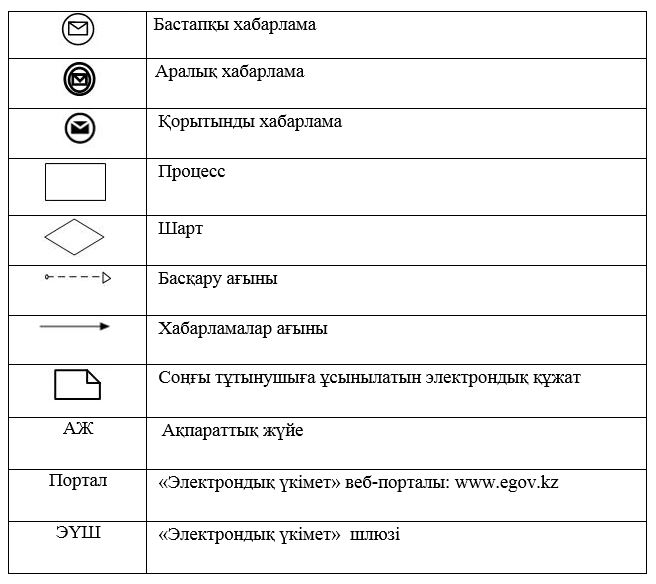 Бастапқы хабарлама
Аралық хабарлама
Қорытынды хабарлама
Процесс
Шарт
Басқару ағыны
Хабарламалар ағыны
Соңғы тұтынушыға ұсынылатын электрондық құжат
АЖ Ақпараттық жүйе
Портал «Электрондық үкімет» веб-порталы: www.egov.kz
ЭҮШ «Электрондық үкімет» шлюзі